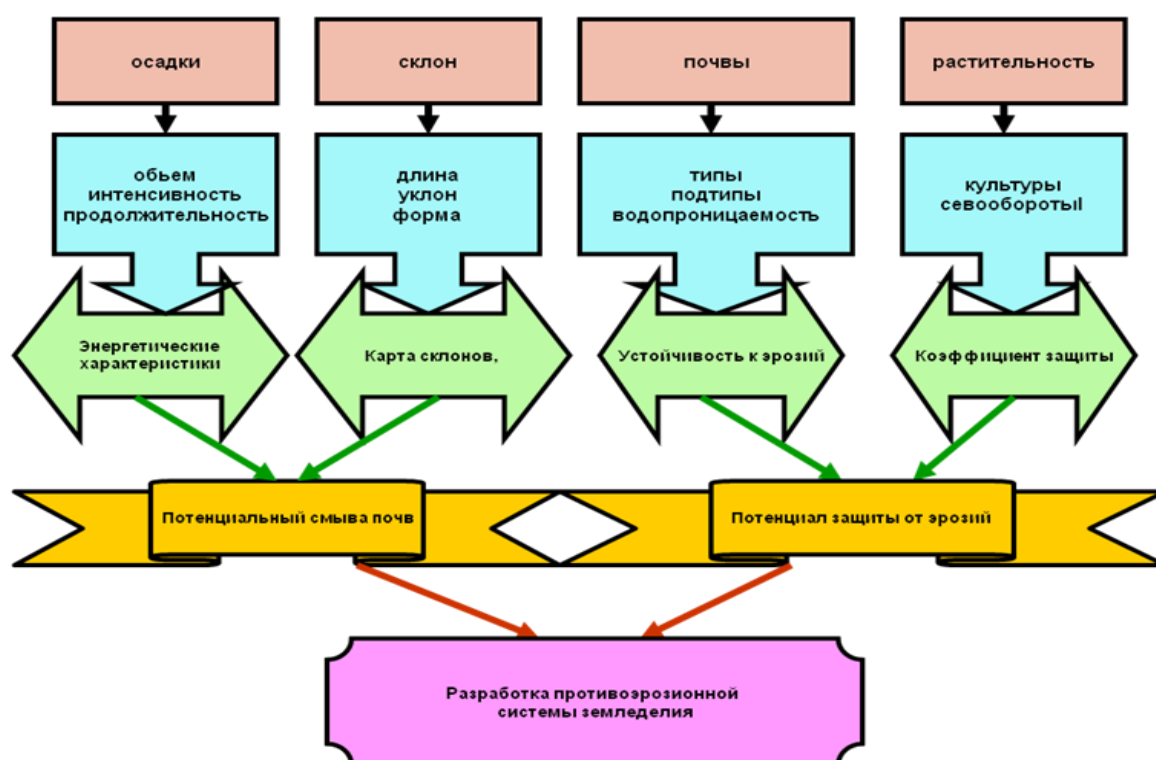 осадки
склон
почвы
растительность
обьем
интенсивность
продолжительность
длина
уклон
форма
типы
подтипы
водопроницаемость
культуры
севооборотыl
Энергетические
характеристики
Карта склонов,
Устойчивость к эрозий
Коэффициент защиты
Потенциальный смыва почв
Потенциал защиты от эрозий
Разработка противоэрозионной
системы земледелия